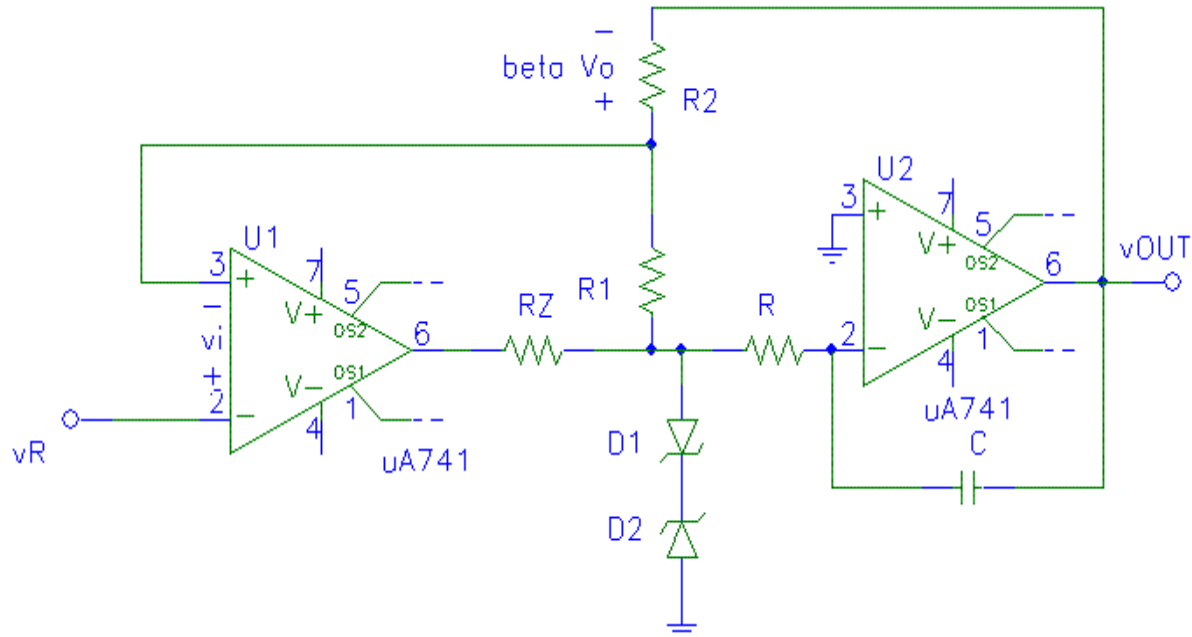 −
beta Vo
+
R2
U1
3
+
7
V+
5
OS2
−
vi
+
2
−
V−
OS1
4
1
6
uA741
vR
RZ
R1
R
D1
D2
U2
3
+
7
V+
5
OS2
2
−
V−
OS1
4
1
6
uA741
C
vOUT